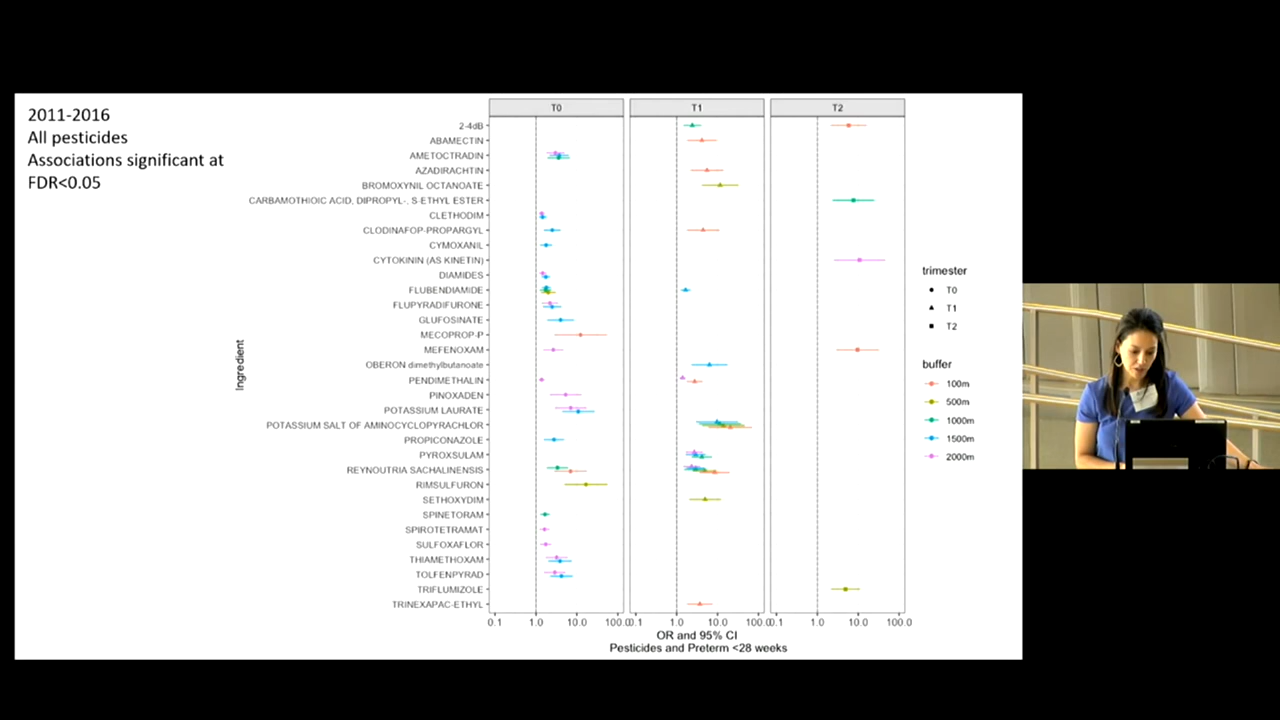 2011-2016
All pesticides
Associations significant at
FDR<0.05
T0
T1
T2
2-4dB
ABAMECTIN
AMETOCTRADIN
AZADIRACHTIN
BROMOXYNIL OCTANOATE
CARBAMOTHIOIC ACID, DIPROPYL-, S-ETHYL ESTER
CLETHODIM
CLODINAFOP-PROPARGYL
CYMOXANIL
CYTOKININ (AS KINETIN)
DIAMIDES
FLUBENDIAMIDE
FLUPYRADIFURONE
GLUFOSINATE
MECOPROP-P
MEFENOXAM
OBERON dimethylbutanoate
PENDIMETHALIN
PINOXADEN
POTASSIUM LAURATE
POTASSIUM SALT OF AMINOCYCLOPYRACHLOR
PROPICONAZOLE
PYROXSULAM
REYNOUTRIA SACHALINENSIS
RIMSULFURON
SETHOXYDIM
SPINETORAM
SPIROTETRAMAT
SULFOXAFLOR
THIAMETHOXAM
TOLFENPYRAD
TRIFLUMIZOLE
TRINEXAPAC-ETHYL
Ingredient
0.1 1.0 10.0 100.0 0.1 1.0 10.0 100.0 0.1 1.0 10.0 100.0
OR and 95% CI
Pesticides and Preterm <28 weeks
trimester
T0
T1
T2
buffer
100m
500m
1000m
1500m
2000m